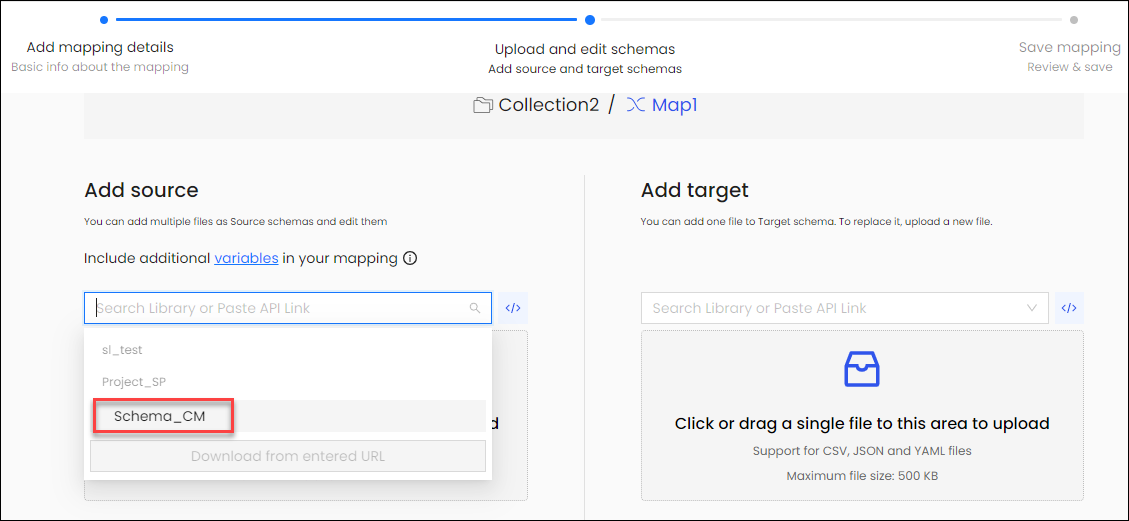 Add mapping details
Basic info about the mapping
Upload and edit schemas
Add source and target schemas
Save mapping
Review & save
Collection2 / Map1
Add source
You can add multiple files as Source schemas and edit them
Include additional variables in your mapping
Search Library or Paste API Link
</>
sl_test
Project_SP
Schema_CM
d
Download from entered URL
Add target
You can add one file to Target schema. To replace it, upload a new file.
Search Library or Paste API Link
</>
Click or drag a single file to this area to upload
Support for CSV, JSON and YAML files
Maximum file size: 500 KB